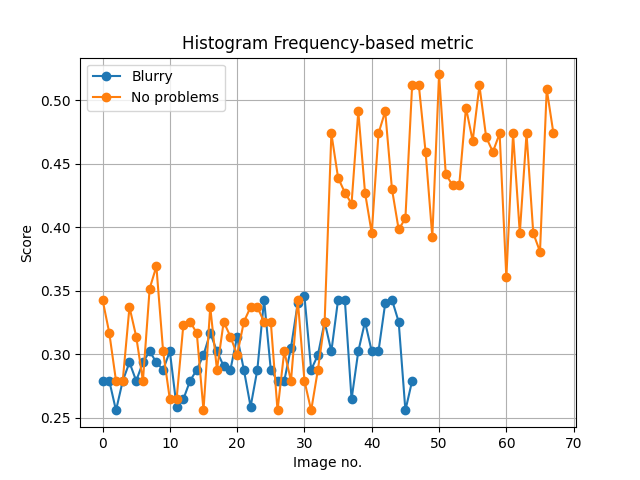 Histogram Frequency-based metric
Blurry
No problems
Score
0.50
0.45
0.40
0.35
0.30
0.25
0 10 20 30 40 50 60 70
Image no.